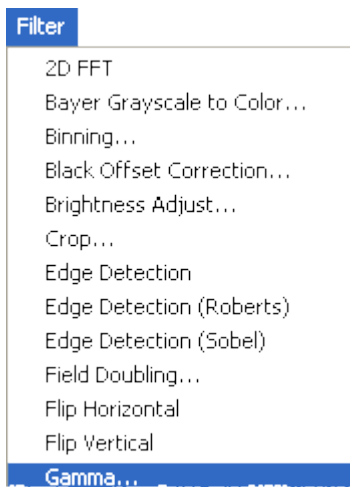 Filter
2D FFT
Bayer Grayscale to Color...
Binning...
Black Offset Correction...
Brightness Adjust...
Crop...
Edge Detection
Edge Detection (Roberts)
Edge Detection (Sobel)
Field Doubling...
Flip Horizontal
Flip Vertical
Gamma...